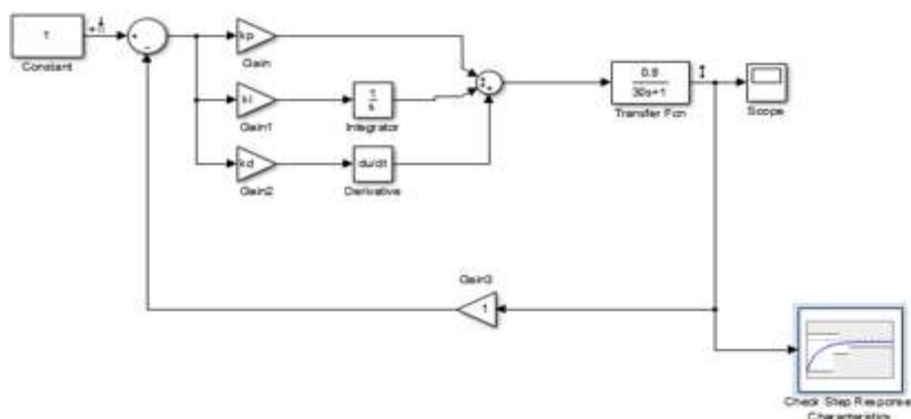 1
Constant
+
-
kp
Gain
ki
Gain1
1
s
Integrator
kd
Gain2
du/dt
Derivative
+
+
0.8
30s+1
Transfer Fcn
Scope
Gain3
1
Check Step Response
Characteristics